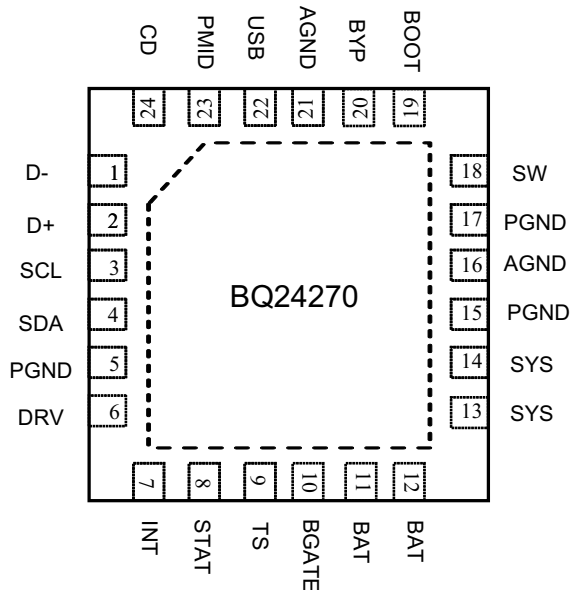 CD PMID USB AGND BYP BOOT
24 23 22 21 20 19
D- 1 18 SW
D+ 2 17 PGND
SCL 3 16 AGND
BQ24270
SDA 4 15 PGND
PGND 5 14 SYS
DRV 6 13 SYS
7 8 9 10 11 12
INT STAT TS BGATE BAT BAT